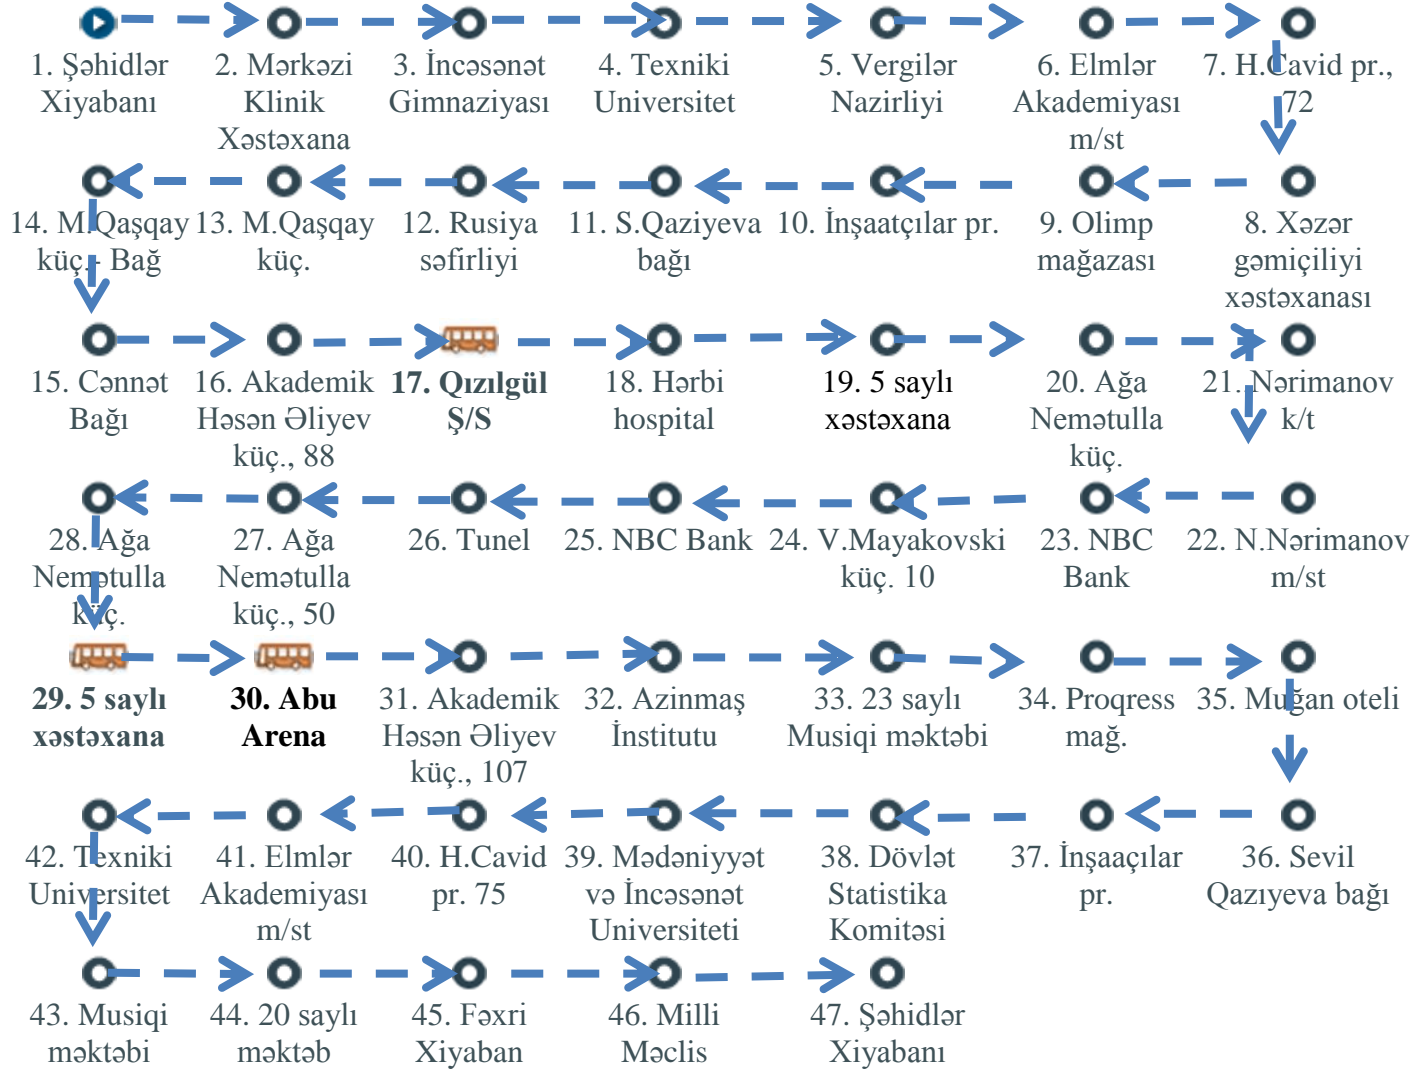 1. Şəhidlər
Xiyabanı
2. Mərkəzi
Klinik
Xəstəxana
3. İncəsənət
Gimnaziyası
4. Texniki
Universitet
5. Vergilər
Nazirliyi
6. Elmlər
Akademiyası
m/st
7. H.Cavid pr.,
72
14. M.Qaşqay
küç.- Bağ
13. M.Qaşqay
küç.
12. Rusiya
səfirliyi
11. S.Qaziyeva
bağı
10. İnşaatçılar pr.
9. Olimp
mağazası
8. Xəzər
gəmiçiliyi
xəstəxanası
15. Cənnət
Bağı
16. Akademik
Həsən Əliyev
küç., 88
17. Qızılgül
Ş/S
18. Hərbi
hospital
19. 5 saylı
xəstəxana
20. Ağa
Nemətulla
küç.
21. Nərimanov
k/t
28. Ağa
Nemətulla
küç.
27. Ağa
Nemətulla
küç., 50
26. Tunel
25. NBC Bank
24. V.Mayakovski
küç. 10
23. NBC
Bank
22. N.Nərimanov
m/st
29. 5 saylı
xəstəxana
30. Abu
Arena
31. Akademik
Həsən Əliyev
küç., 107
32. Azinmaş
İnstitutu
33. 23 saylı
Musiqi məktəbi
34. Proqress
mağ.
35. Muğan oteli
42. Texniki
Universitet
41. Elmlər
Akademiyası
m/st
40. H.Cavid
pr. 75
39. Mədəniyyət
və İncəsənət
Universiteti
38. Dövlət
Statistika
Komitəsi
37. İnşaaçılar
pr.
36. Sevil
Qazıyeva bağı
43. Musiqi
məktəbi
44. 20 saylı
məktəb
45. Fəxri
Xiyaban
46. Milli
Məclis
47. Şəhidlər
Xiyabanı